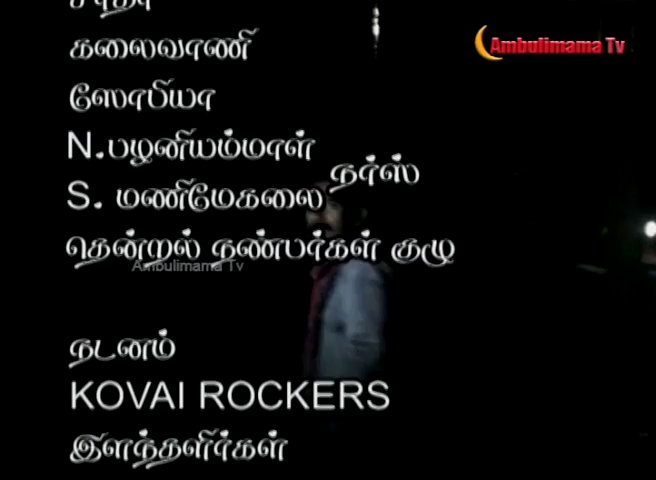 கலைவாணி
Ambulimama Tv
ஸோபியா
N.பழனியம்மாள்
நர்ஸ்
S. மணிமேகலை
தென்றல் நண்பர்கள் குழு
Ambulimama Tv
நடனம்
KOVAI ROCKERS
இளந்தளிர்கள்